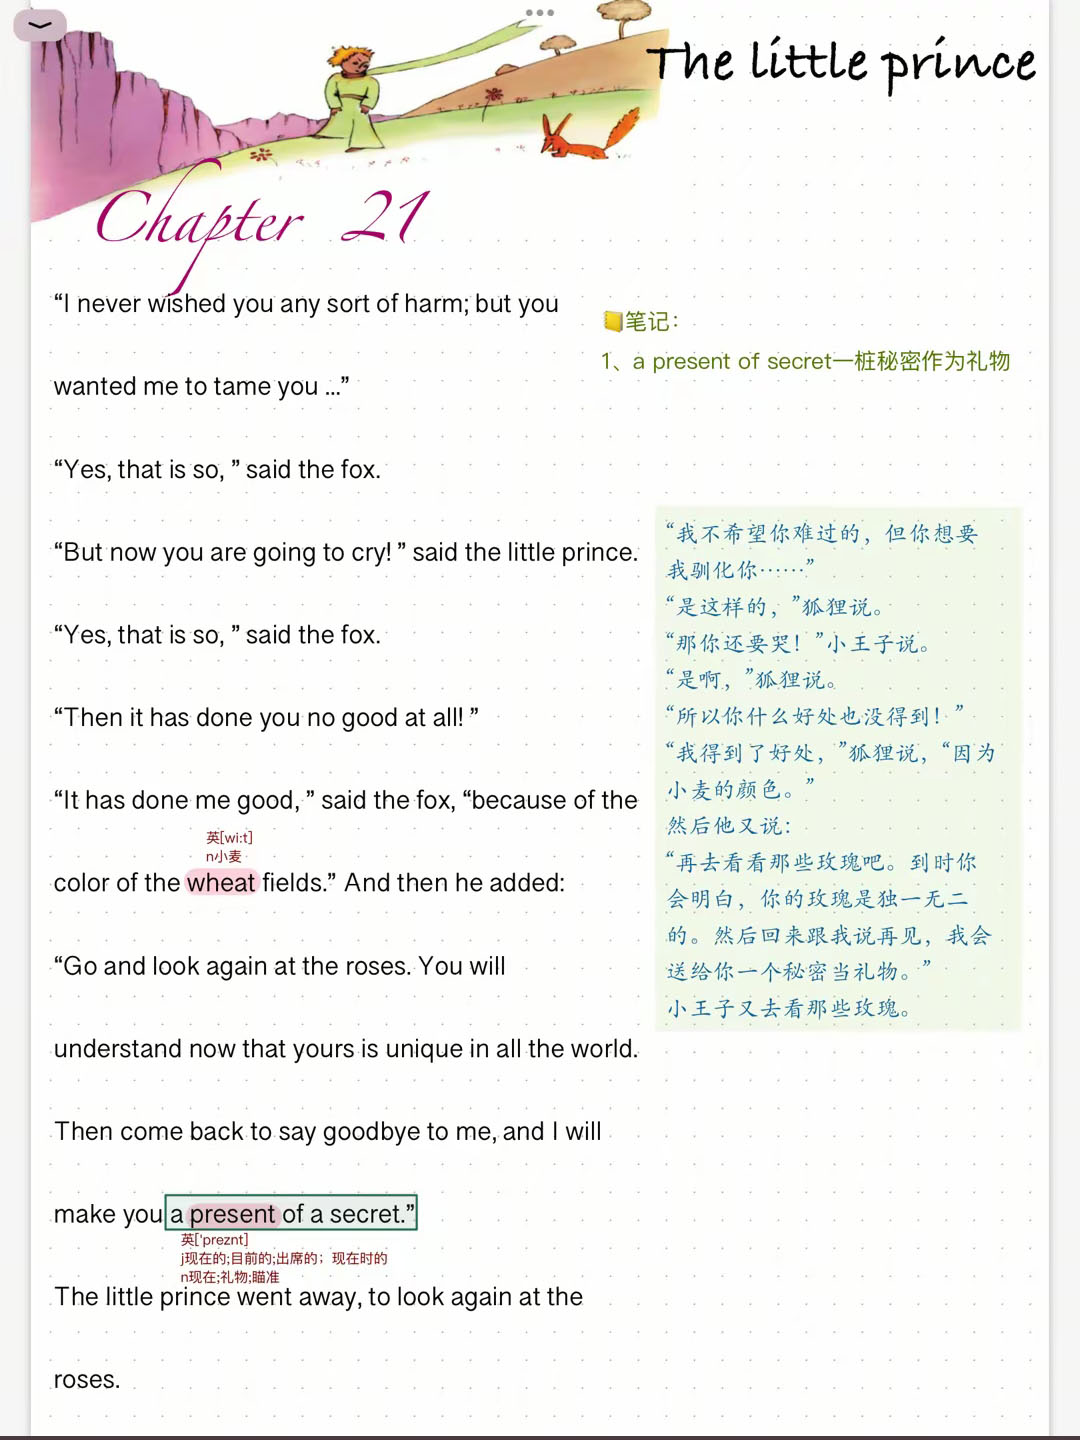 The little prince
Chapter 21
“I never wished you any sort of harm; but you
wanted me to tame you ...”
“Yes, that is so, ” said the fox.
“But now you are going to cry! ” said the little prince.
“Yes, that is so, ” said the fox.
“Then it has done you no good at all! ”
“It has done me good, ” said the fox, “because of the
英[wi:t]
n小麦
color of the wheat fields.” And then he added:
“Go and look again at the roses. You will
understand now that yours is unique in all the world.
Then come back to say goodbye to me, and I will
make you a present of a secret.”
英['preznt]
j现在的;目前的;出席的；现在时的
n现在;礼物;瞄准
The little prince went away, to look again at the
roses.
笔记：
1、a present of secret—桩秘密作为礼物
“我不希望你难过的，但你想要
我驯化你……”
“是这样的，”狐狸说。
“那你还要哭！”小王子说。
“是啊，”狐狸说。
“所以你什么好处也没得到！”
“我得到了好处，”狐狸说，“因为
小麦的颜色。”
然后他又说：
“再去看看那些玫瑰吧。到时你
会明白，你的玫瑰是独一无二
的。然后回来跟我说再见，我会
送给你一个秘密当礼物。”
小王子又去看那些玫瑰。